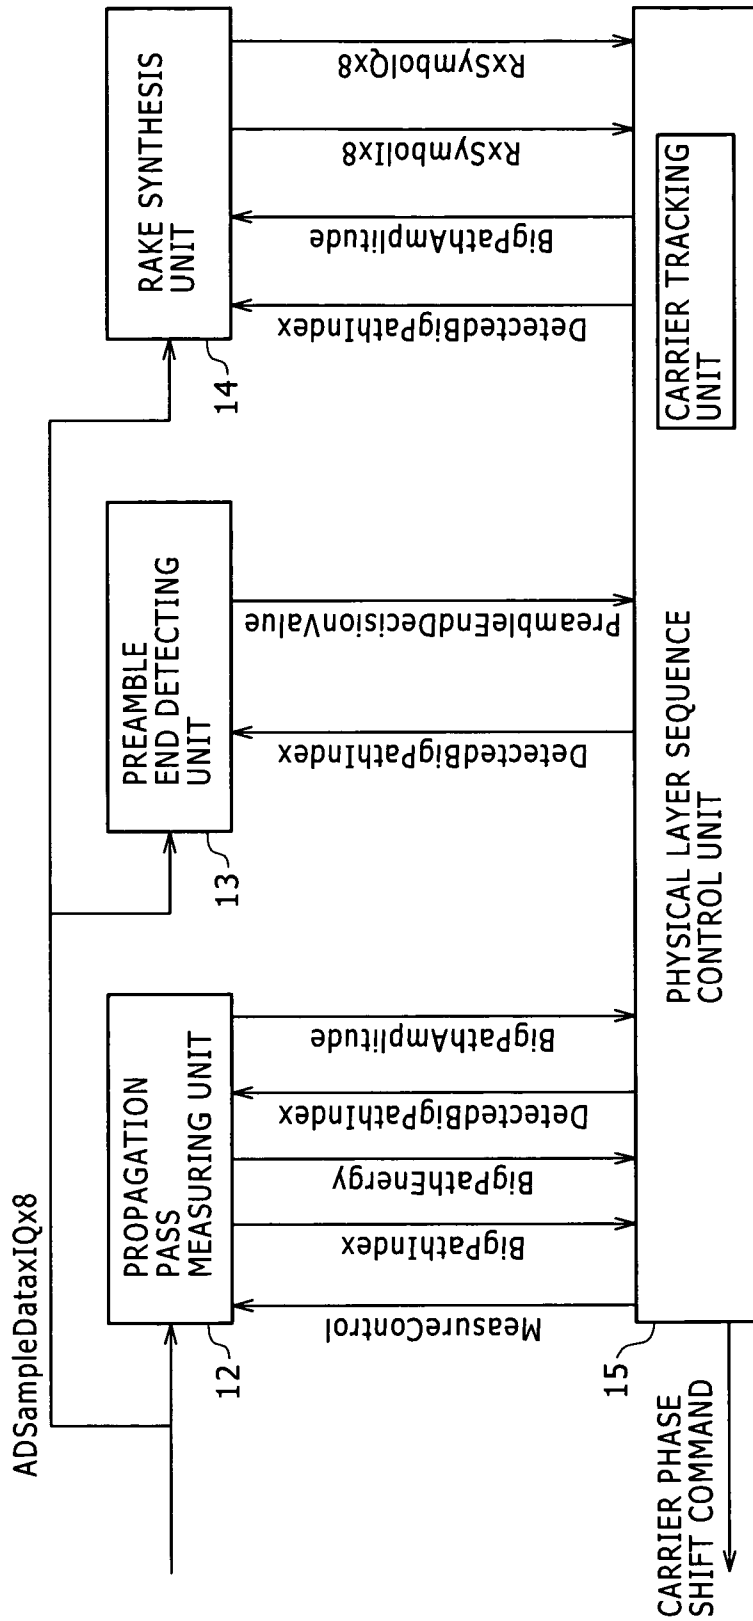 ADSampleDataxIQx8
PROPAGATION
PASS
MEASURING UNIT
12
PREAMBLE
END DETECTING
UNIT
13
RAKE SYNTHESIS
UNIT
14
MeasureControl
BigPathIndex
BigPathEnergy
DetectedBigPathIndex
BigPathAmplitude
DetectedBigPathIndex
PreambleEndDecisionValue
DetectedBigPathIndex
BigPathAmplitude
RxSymbolIx8
RxSymbolQx8
15
PHYSICAL LAYER SEQUENCE
CONTROL UNIT
CARRIER TRACKING
UNIT
CARRIER PHASE
SHIFT COMMAND